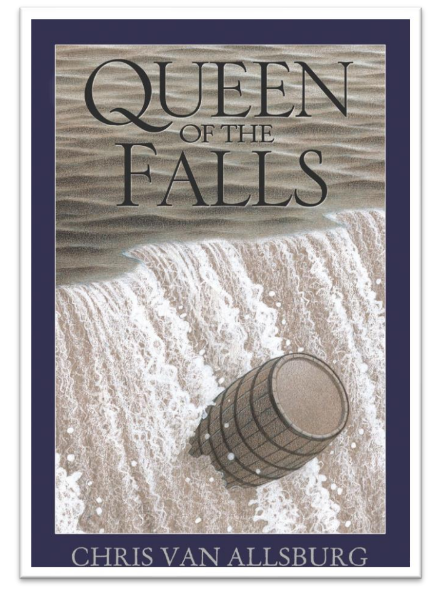 QUEEN
OF THE
FALLS
CHRIS VAN ALLSBURG